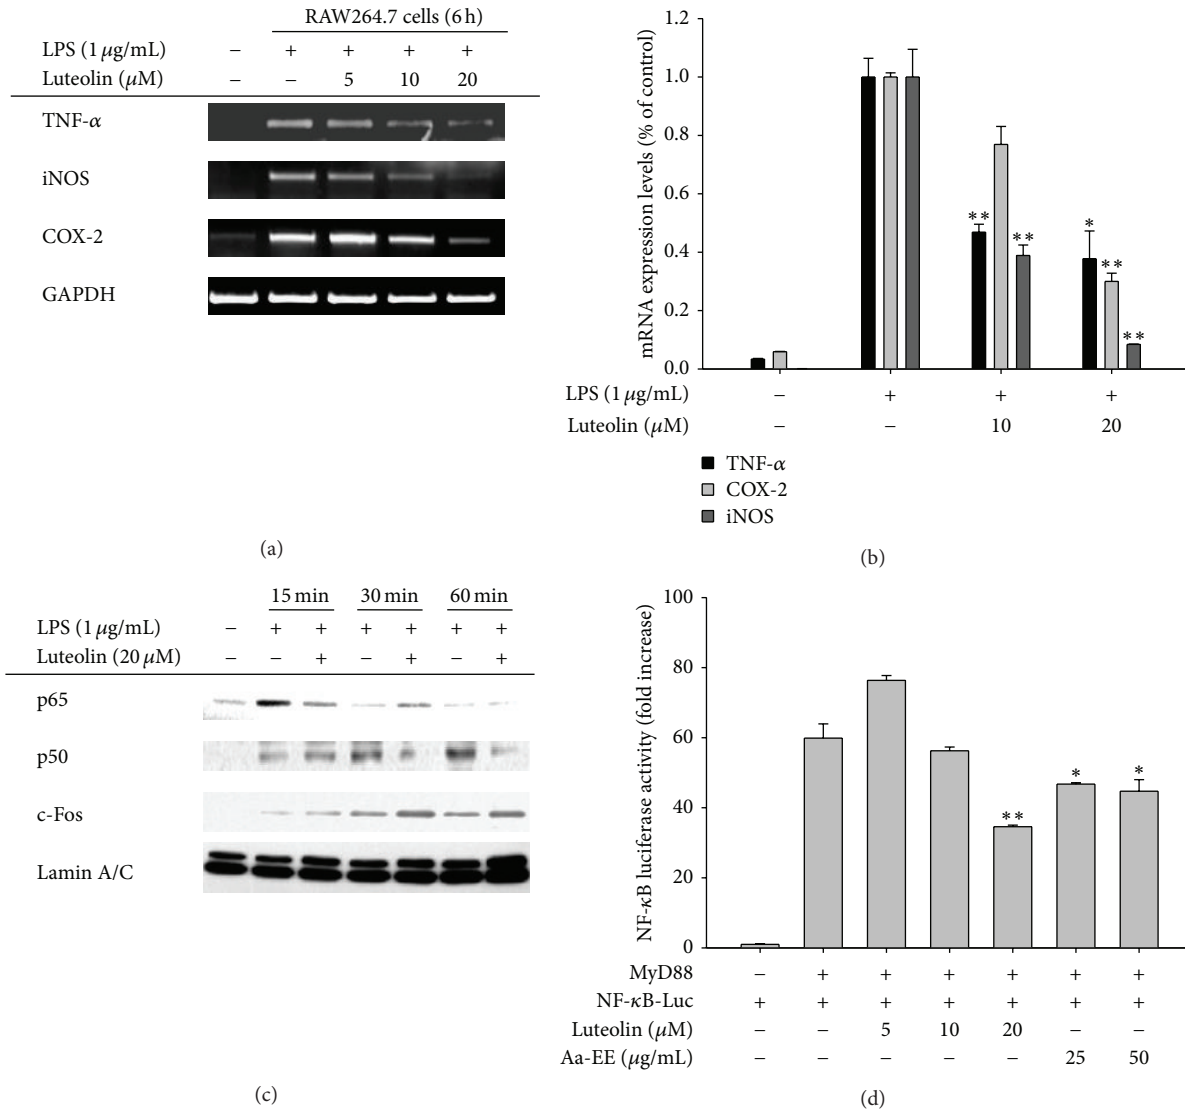 RAW264.7 cells (6 h)
LPS (1 μg/mL) − + + + +
Luteolin (μM) − − 5 10 20
TNF-α
iNOS
COX-2
GAPDH
(a)
mRNA expression levels (% of control)
1.2
1.0
0.8
0.6
0.4
0.2
0.0
** ** * ** **
LPS (1 μg/mL) − + + +
Luteolin (μM) − − 10 20
TNF-α
COX-2
iNOS
(b)
15 min 30 min 60 min
LPS (1 μg/mL) − + + + + + +
Luteolin (20 μM) − − + − + − +
p65
p50
c-Fos
Lamin A/C
(c)
NF-κB luciferase activity (fold increase)
100
80
60
40
20
0
** * *
MyD88 − + + + + + +
NF-κB-Luc + + + + + + +
Luteolin (μM) − − 5 10 20 − −
Aa-EE (μg/mL) − − − − − 25 50
(d)